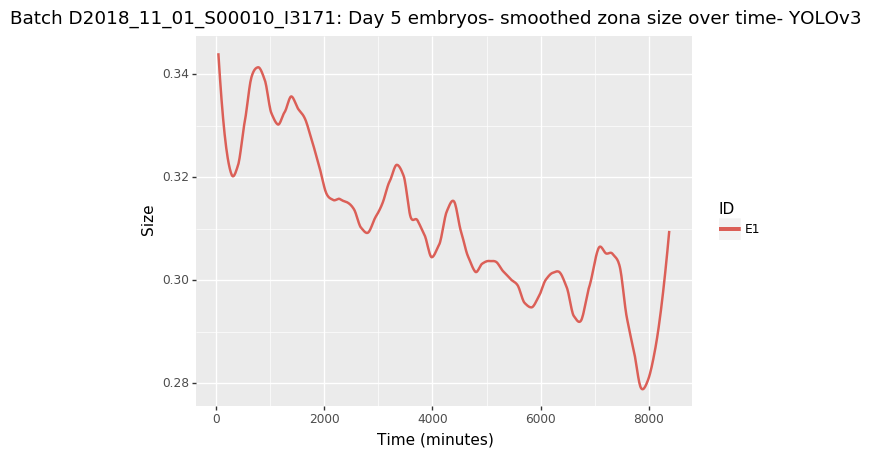 Batch D2018_11_01_S00010_I3171: Day 5 embryos- smoothed zona size over time- YOLOv3
0.34
0.32
0.30
0.28
Size
0
2000
4000
6000
8000
Time (minutes)
ID
E1